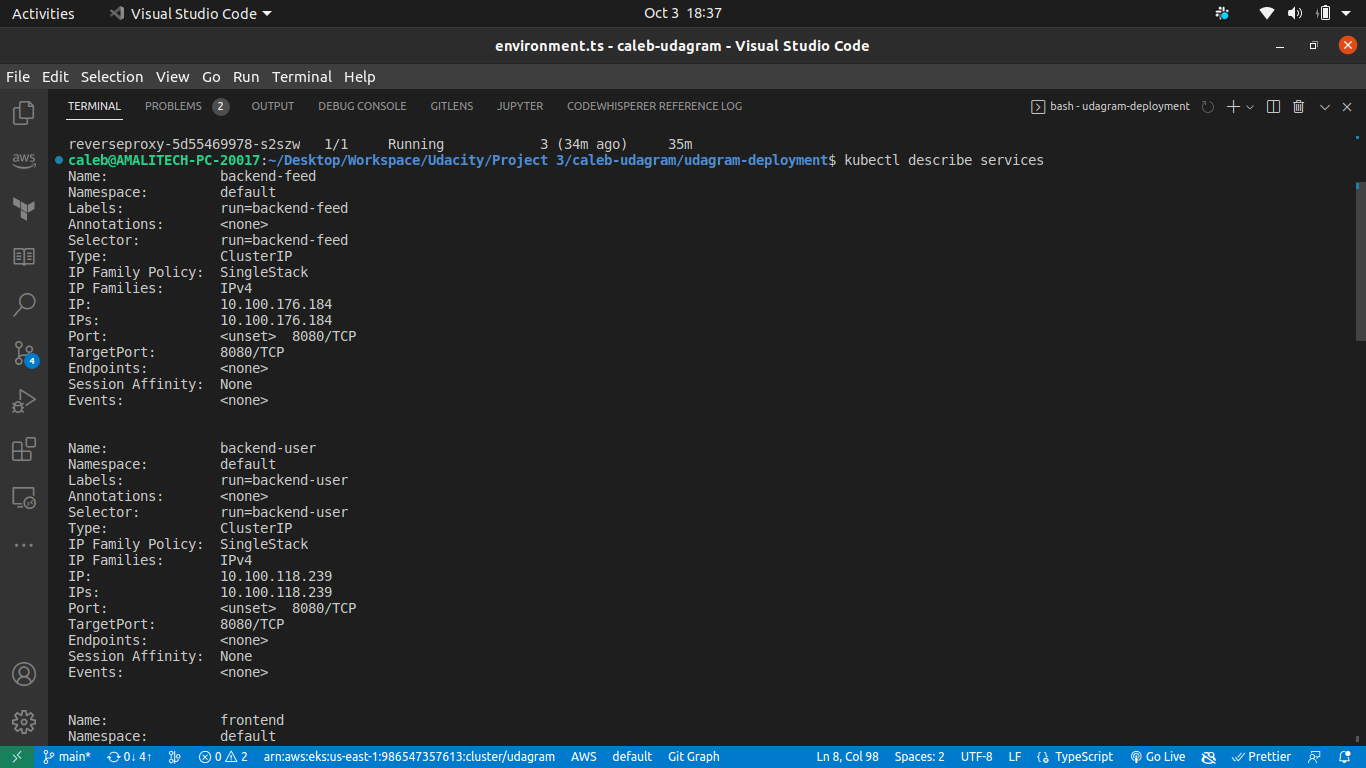 Activities Visual Studio Code Oct 3 18:37
environment.ts - caleb-udagram - Visual Studio Code
File Edit Selection View Go Run Terminal Help
TERMINAL PROBLEMS 2 OUTPUT DEBUG CONSOLE GITLENS JUPYTER CODEWHISPERER REFERENCE LOG bash - udagram-deployment
aws
4
reverseproxy-5d55469978-s2szw 1/1 Running 3 (34m ago) 35m
caleb@AMALITECH-PC-20017:~/Desktop/Workspace/Udacity/Project 3/caleb-udagram/udagram-deployment$ kubectl describe services
Name: backend-feed
Namespace: default
Labels: run=backend-feed
Annotations: <none>
Selector: run=backend-feed
Type: ClusterIP
IP Family Policy: SingleStack
IP Families: IPv4
IP: 10.100.176.184
IPs: 10.100.176.184
Port: <unset> 8080/TCP
TargetPort: 8080/TCP
Endpoints: <none>
Session Affinity: None
Events: <none>
Name: backend-user
Namespace: default
Labels: run=backend-user
Annotations: <none>
Selector: run=backend-user
Type: ClusterIP
IP Family Policy: SingleStack
IP Families: IPv4
IP: 10.100.118.239
IPs: 10.100.118.239
Port: <unset> 8080/TCP
TargetPort: 8080/TCP
Endpoints: <none>
Session Affinity: None
Events: <none>
Name: frontend
Namespace: default
main* 0↓ 4↑ 0 2 arn:aws:eks:us-east-1:986547357613:cluster/udagram AWS default Git Graph Ln 8, Col 98 Spaces: 2 UTF-8 LF {} TypeScript Go Live Prettier